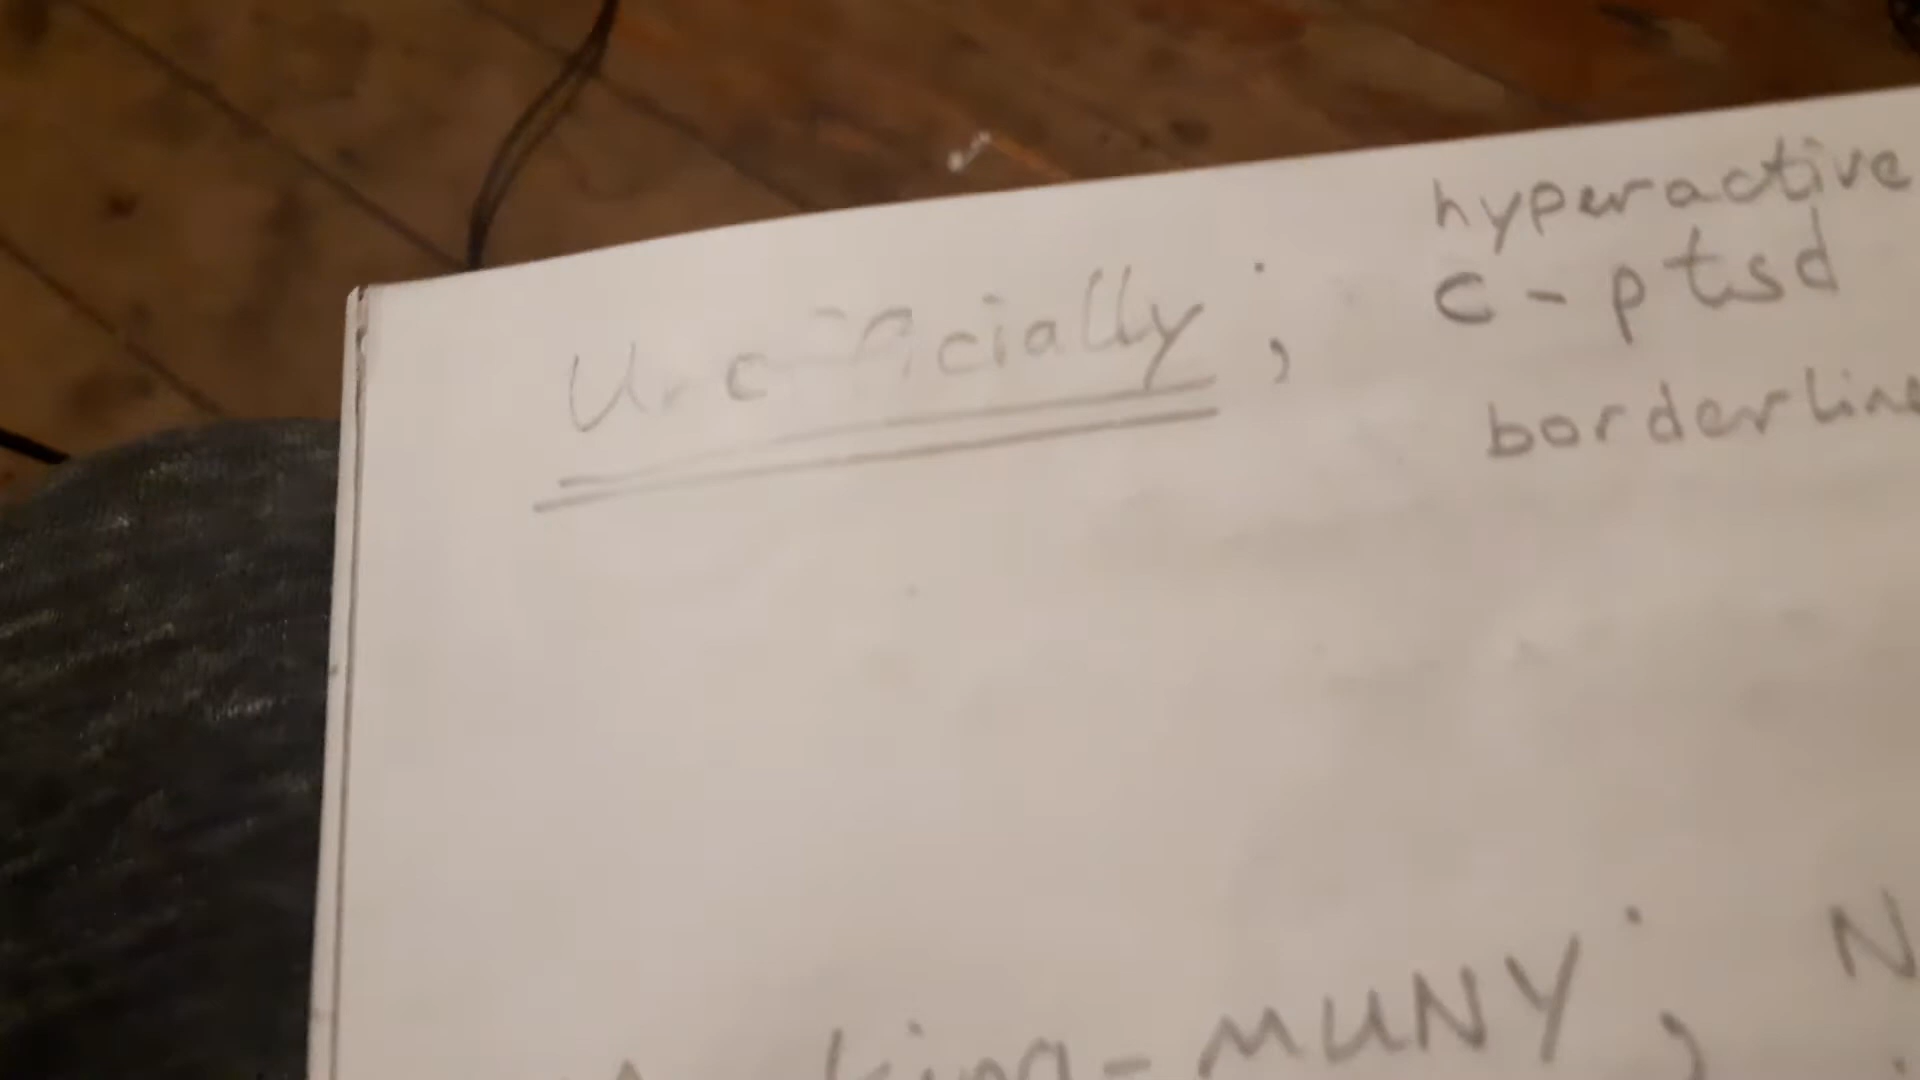 Unofficially ; hyperactive
c-ptsd
borderline
MUNY ;